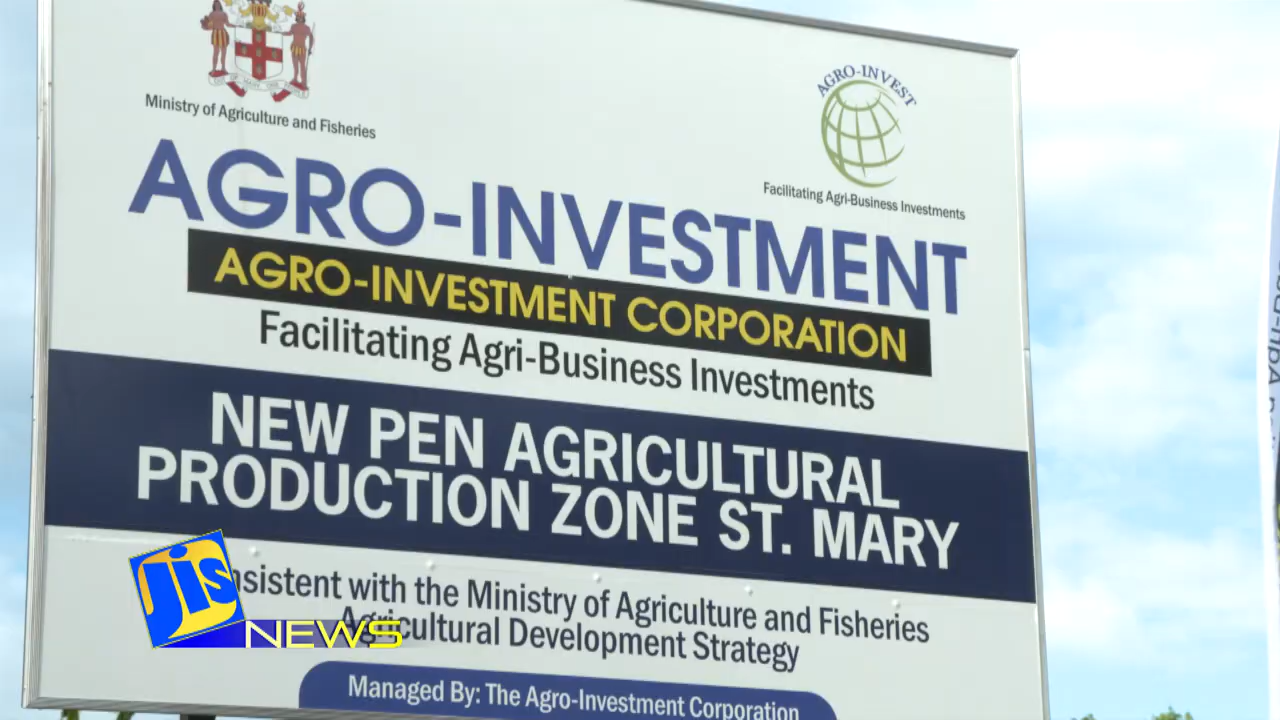 Ministry of Agriculture and Fisheries
AGRO-INVEST
Facilitating Agri-Business Investments
AGRO-INVESTMENT
AGRO-INVESTMENT CORPORATION
Facilitating Agri-Business Investments
NEW PEN AGRICULTURAL
PRODUCTION ZONE ST. MARY
nsistent with the Ministry of Agriculture and Fisheries
Agricultural Development Strategy
jis
NEWS
Managed By: The Agro-Investment Corporation